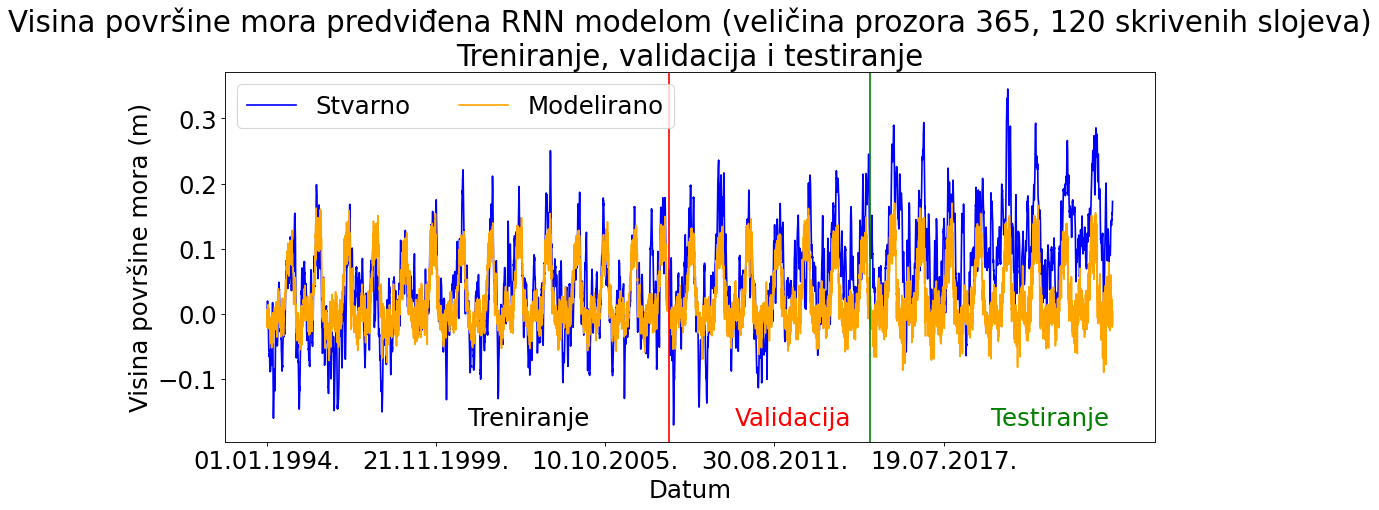 Visina površine mora predviđena RNN modelom (veličina prozora 365, 120 skrivenih slojeva)
Treniranje, validacija i testiranje
Stvarno
Modelirano
Visina površine mora (m)
0.3
0.2
0.1
0.0
−0.1
Treniranje
Validacija
Testiranje
01.01.1994.
21.11.1999.
10.10.2005.
30.08.2011.
19.07.2017.
Datum